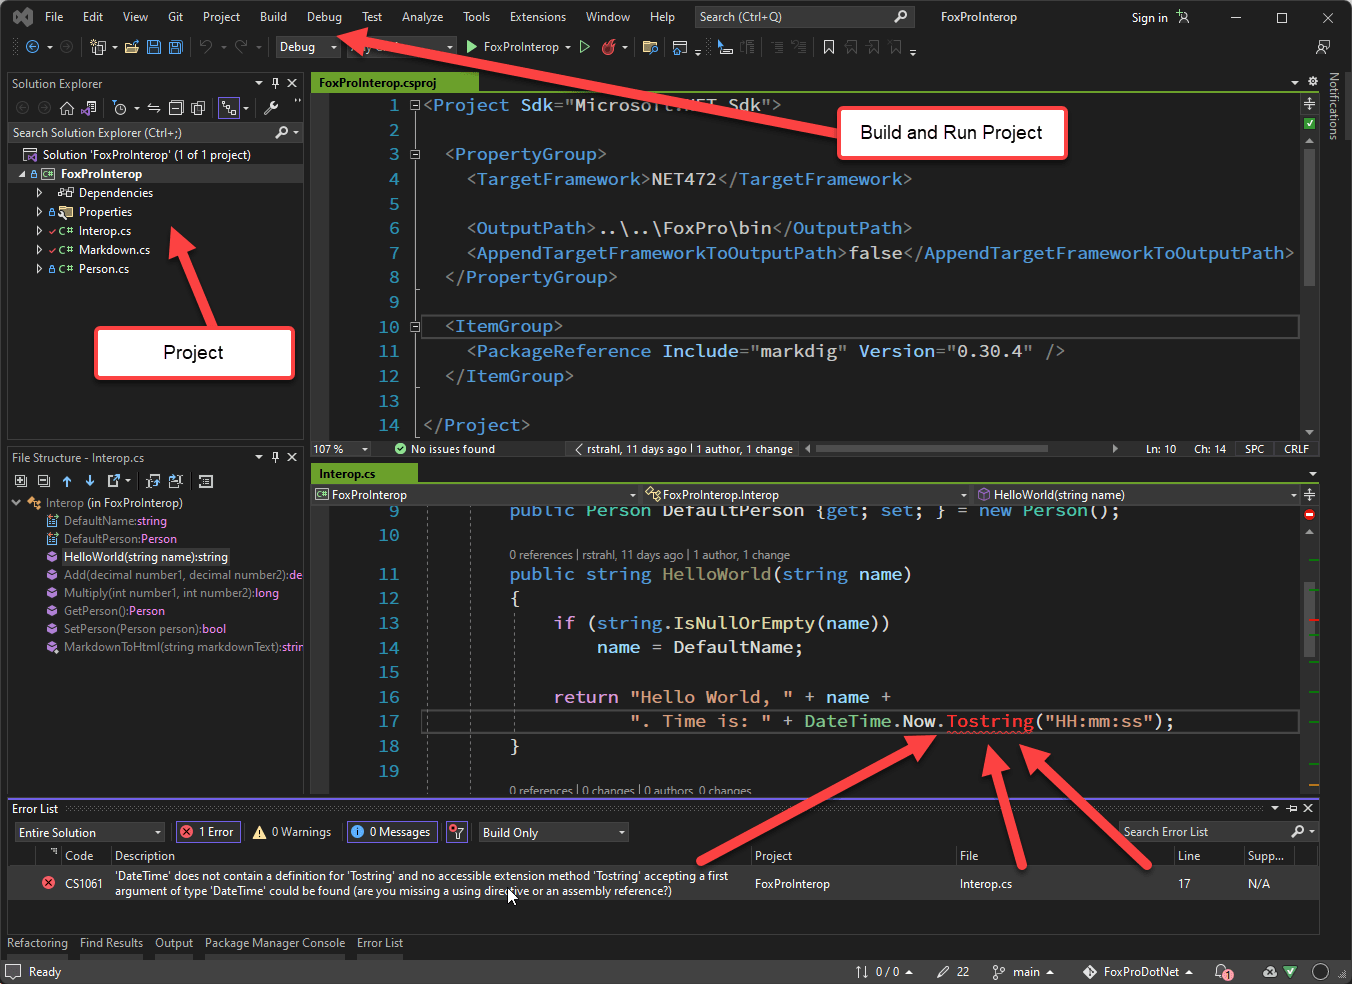 File Edit View Git Project Build Debug Test Analyze Tools Extensions Window Help Search (Ctrl+Q) FoxProInterop Sign in
Debug FoxProInterop
Solution Explorer
Search Solution Explorer (Ctrl+;)
Solution 'FoxProInterop' (1 of 1 project)
FoxProInterop
Dependencies
Properties
Interop.cs
Markdown.cs
Person.cs
Project
File Structure - Interop.cs
Interop (in FoxProInterop)
DefaultName:string
DefaultPerson:Person
HelloWorld(string name):string
Add(decimal number1, decimal number2):de
Multiply(int number1, int number2):long
GetPerson():Person
SetPerson(Person person):bool
MarkdownToHtml(string markdownText):strin
FoxProInterop.csproj
Build and Run Project
1 <Project Sdk="Microsoft.NET.Sdk">
2
3 <PropertyGroup>
4 <TargetFramework>NET472</TargetFramework>
5
6 <OutputPath>..\..\FoxPro\bin</OutputPath>
7 <AppendTargetFrameworkToOutputPath>false</AppendTargetFrameworkToOutputPath>
8 </PropertyGroup>
9
10 <ItemGroup>
11 <PackageReference Include="markdig" Version="0.30.4" />
12 </ItemGroup>
13
14 </Project>
107 % No issues found rstrahl, 11 days ago | 1 author, 1 change Ln: 10 Ch: 14 SPC CRLF
Interop.cs
FoxProInterop FoxProInterop.Interop HelloWorld(string name)
9 public Person DefaultPerson {get; set; } = new Person();
10
0 references | rstrahl, 11 days ago | 1 author, 1 change
11 public string HelloWorld(string name)
12 {
13 if (string.IsNullOrEmpty(name))
14 name = DefaultName;
15
16 return "Hello World, " + name +
17 ". Time is: " + DateTime.Now.Tostring("HH:mm:ss");
18 }
19
0 references | 0 changes | 0 authors, 0 changes
Notifications
Error List
Entire Solution 1 Error 0 Warnings 0 Messages Build Only Search Error List
Code Description Project File Line Supp...
CS1061 'DateTime' does not contain a definition for 'Tostring' and no accessible extension method 'Tostring' accepting a first
argument of type 'DateTime' could be found (are you missing a using directive or an assembly reference?) FoxProInterop Interop.cs 17 N/A
Refactoring Find Results Output Package Manager Console Error List
Ready 0 / 0 22 main FoxProDotNet 1